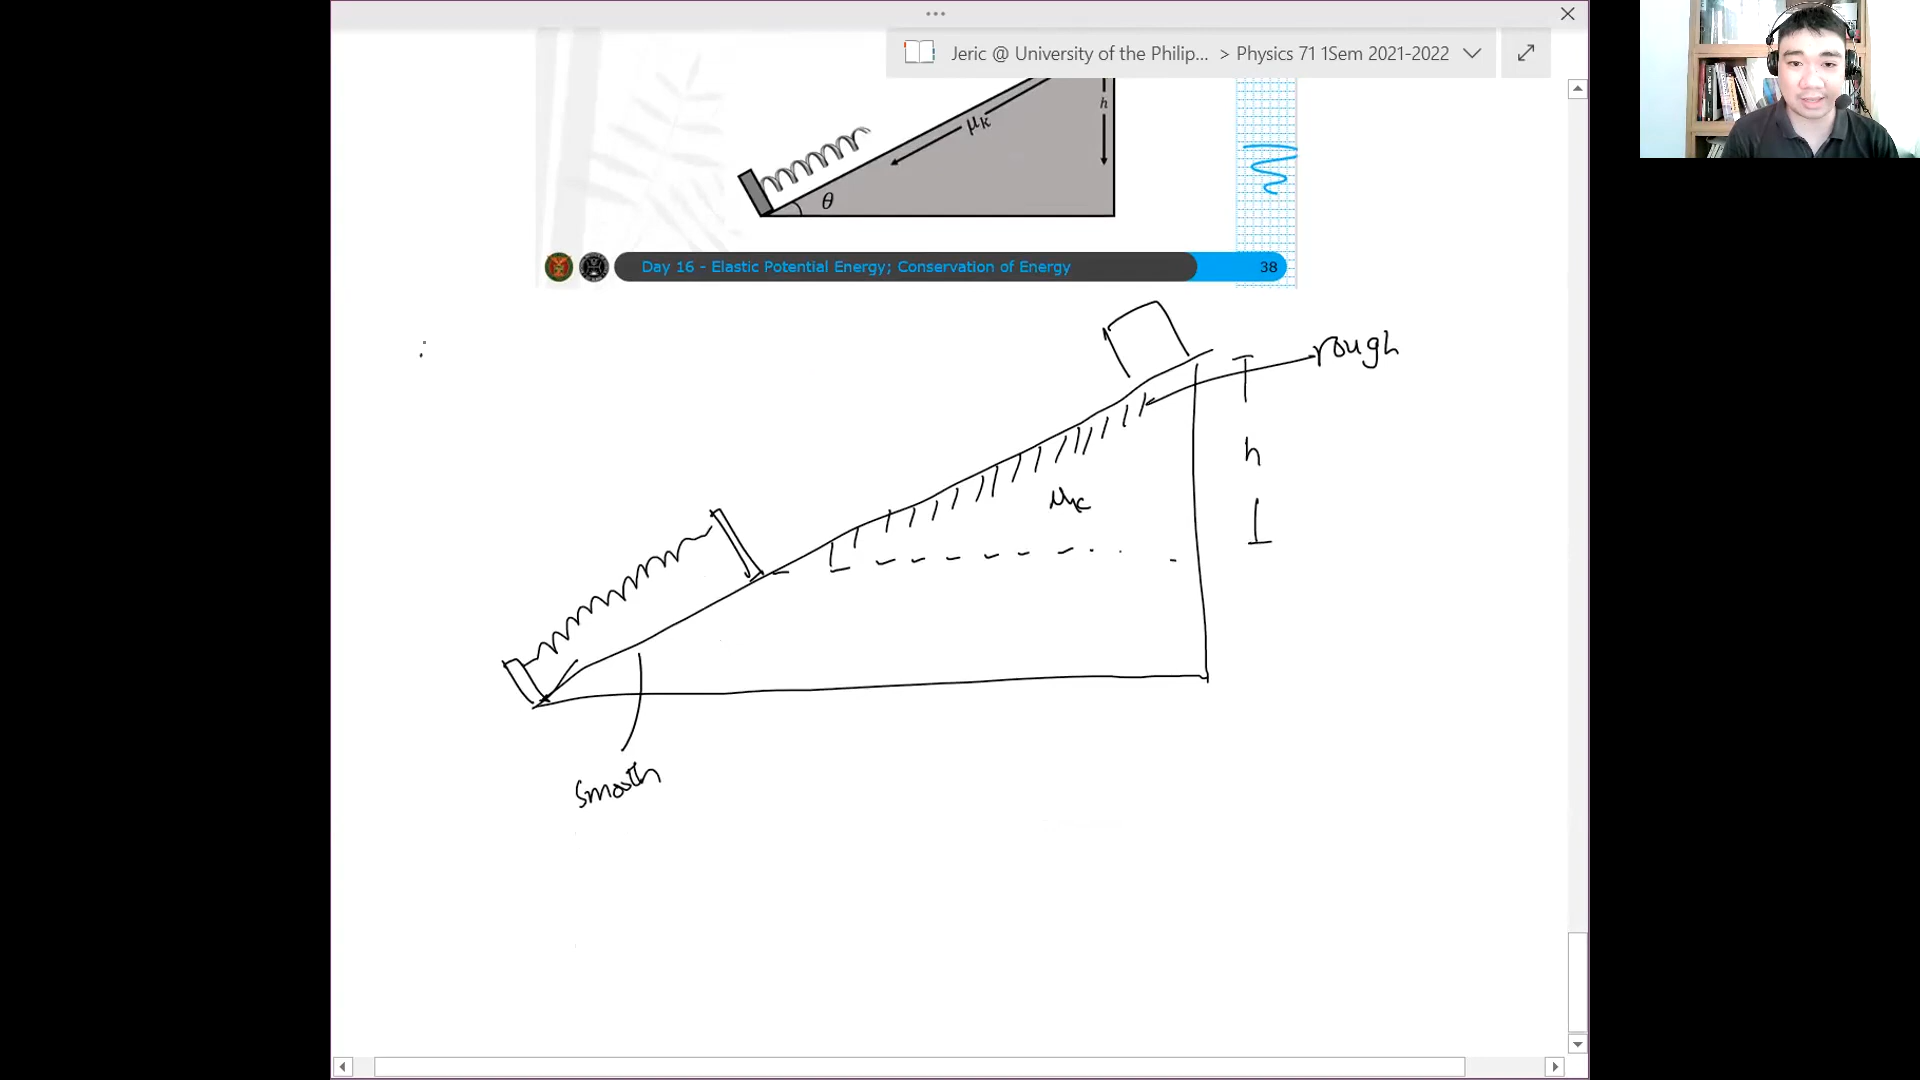 Jeric @ University of the Philip... > Physics 71 1Sem 2021-2022
h
μK
θ
Day 16 - Elastic Potential Energy; Conservation of Energy 38
rough
h
μk
smooth